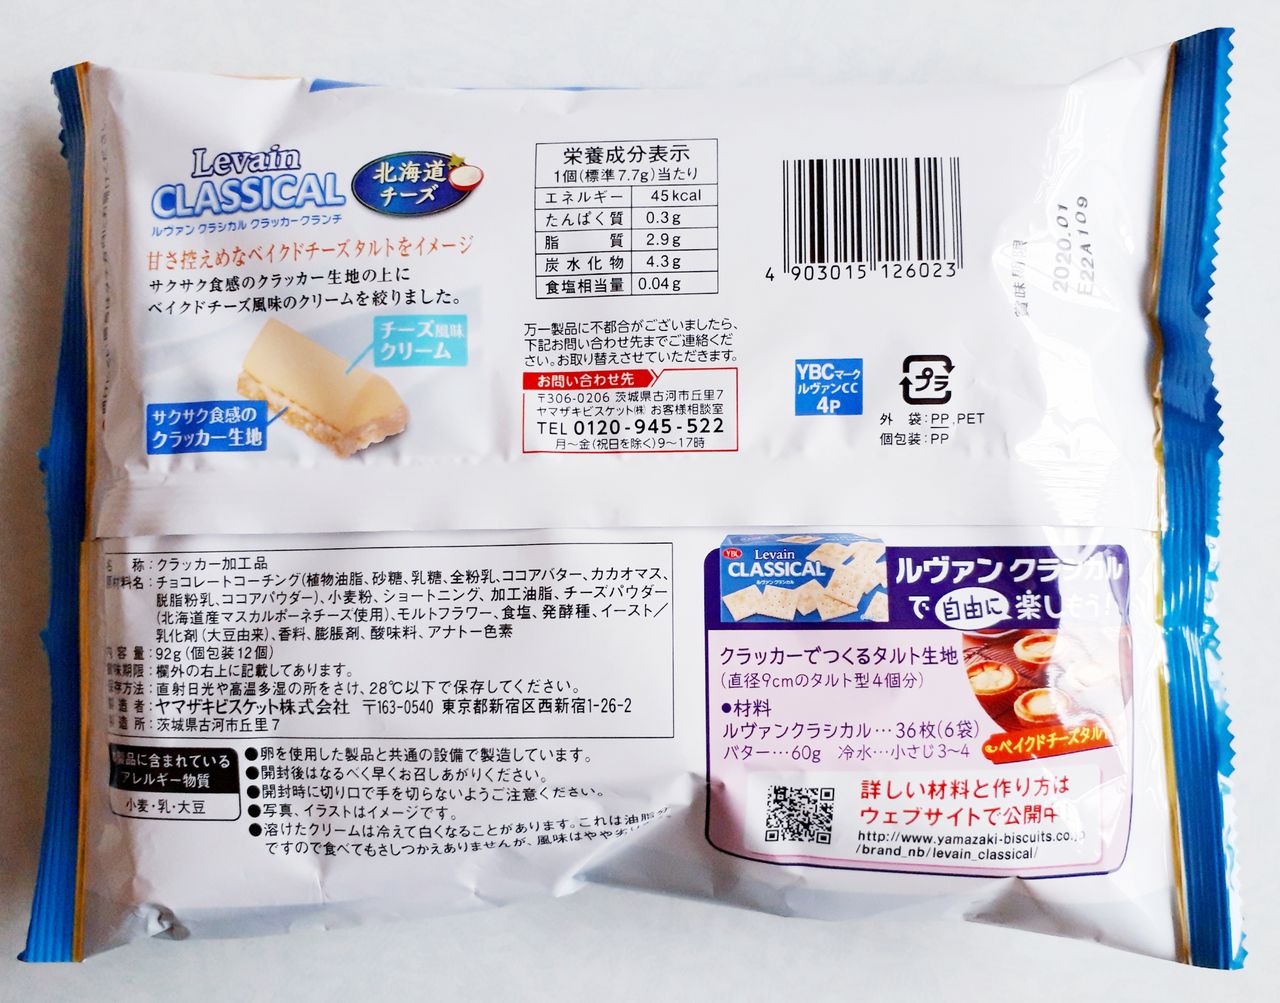 Levain
CLASSICAL
ルヴァン クラシカル クラッカークランチ
北海道
チーズ
甘さ控えめなベイクドチーズタルトをイメージ
サクサク食感のクラッカー生地の上に
ベイクドチーズ風味のクリームを絞りました。
チーズ風味
クリーム
サクサク食感の
クラッカー生地
栄養成分表示
1個(標準7.7g)当たり
エネルギー 45kcal
たんぱく質 0.3g
脂質 2.9g
炭水化物 4.3g
食塩相当量 0.04g
万一製品に不都合がございましたら、
下記お問い合わせ先までご連絡くだ
さい。お取り替えさせていただきます。
お問い合わせ先
〒306-0206 茨城県古河市丘里7
ヤマザキビスケット㈱ お客様相談室
TEL 0120-945-522
月〜金(祝日を除く)9〜17時
4 903015 126023
賞味期限
2020.01
E22A109
YBCマーク
ルヴァンCC
4P
プラ
外 袋:PP,PET
個包装:PP
名 称:クラッカー加工品
原材料名:チョコレートコーチング(植物油脂、砂糖、乳糖、全粉乳、ココアバター、カカオマス、
脱脂粉乳、ココアパウダー)、小麦粉、ショートニング、加工油脂、チーズパウダー
(北海道産マスカルポーネチーズ使用)、モルトフラワー、食塩、発酵種、イースト/
乳化剤(大豆由来)、香料、膨脹剤、酸味料、アナトー色素
内 容 量:92g(個包装12個)
賞味期限:欄外の右上に記載してあります。
保存方法:直射日光や高温多湿の所をさけ、28℃以下で保存してください。
製 造 者:ヤマザキビスケット株式会社 〒163-0540 東京都新宿区西新宿1-26-2
製 造 所:茨城県古河市丘里7
本製品に含まれている
アレルギー物質
小麦・乳・大豆
●卵を使用した製品と共通の設備で製造しています。
●開封後はなるべく早くお召しあがりください。
●開封時に切り口で手を切らないようご注意ください。
●写真、イラストはイメージです。
●溶けたクリームは冷えて白くなることがあります。これは油脂
ですので食べてもさしつかえありませんが、風味はやや
YBC
Levain
CLASSICAL
ルヴァン クラシカル
ルヴァン クラシカル
で自由に楽しもう!
クラッカーでつくるタルト生地
(直径9cmのタルト型4個分)
●材料
ルヴァンクラシカル…36枚(6袋)
バター…60g 冷水…小さじ3〜4
ベイクドチーズタルト
詳しい材料と作り方は
ウェブサイトで公開中!
http://www.yamazaki-biscuits.co.jp
/brand_nb/levain_classical/